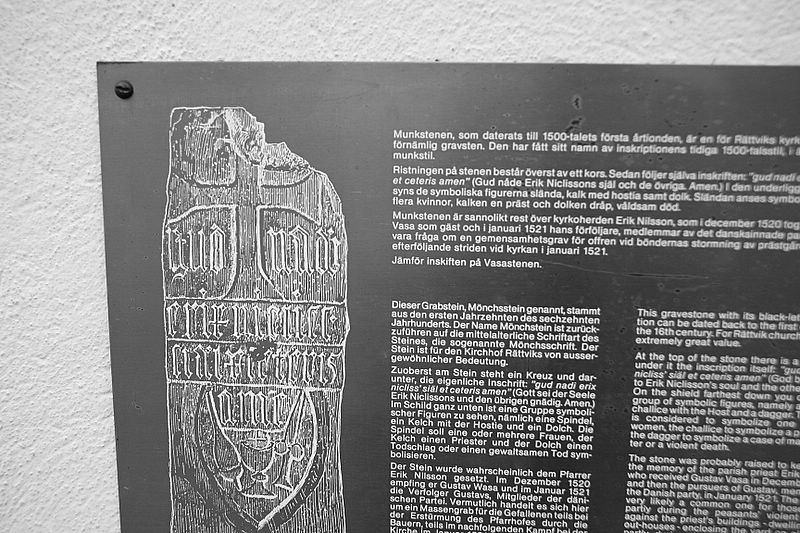 Munkstenen, som daterats till 1500-talets första årtionden, är en för Rättviks kyrk
förnämlig gravsten. Den har fått sitt namn av inskriptionens tidiga 1500-talsstil, i
munkstil.
Ristningen på stenen består överst av ett kors. Sedan följer själva inskriften: "gud nadi
et ceteris amen" (Gud nåde Erik Niclissons själ och de övriga. Amen.) I den underligg
syns de symboliska figurerna slända, kalk med hostia samt dolk. Sländan anses symbo
flera kvinnor, kalken en präst och dolken dråp, våldsam död.
Munkstenen är sannolikt rest över kyrkoherden Erik Nilsson, som i december 1520 tog
Vasa som gäst och i januari 1521 hans förföljare, medlemmar av det dansksinnade pa
vara fråga om en gemensamhetsgrav för offren vid böndernas stormning av prästgår
efterföljande striden vid kyrkan i januari 1521.
Jämför inskiften på Vasastenen.
Dieser Grabstein, Mönchsstein genannt, stammt
aus den ersten Jahrzehnten des sechzehnten
Jahrhunderts. Der Name Mönchstein ist zurück-
zuführen auf die mittelalterliche Schriftart des
Steines, die sogenannte Mönchsschrift. Der
Stein ist für den Kirchhof Rättviks von ausser-
gewöhnlicher Bedeutung.
Zuoberst am Stein steht ein Kreuz und dar-
unter, die eigenliche Inschrift: "gud nadi erix
nicliss' siäl et ceteris amen" (Gott sei der Seele
Erik Niclissons und den übrigen gnädig. Amen.)
Im Schild ganz unten ist eine Gruppe symboli-
scher Figuren zu sehen, nämlich eine Spindel,
ein Kelch mit der Hostie und ein Dolch. Die
Spindel soll eine oder mehrere Frauen, der
Kelch einen Priester und der Dolch einen
Todschlag oder einen gewaltsamen Tod sym-
bolisieren.
Der Stein wurde wahrscheinlich dem Pfarrer
Erik Nilsson gesetzt. Im Dezember 1520
empfing er Gustav Wasa und im Januar 1521
die Verfolger Gustavs, Mitglieder der däni-
schen Partei. Vermutlich handelt es sich hier
um ein Massengrab für die Gefallenen teils bei
der Erstürmung des Pfarrhofes durch die
Bauern, teils im nachfolgenden Kampf bei der
Kirche im Januar
This gravestone with its black-let
tion can be dated back to the first
the 16th century. For Rättvik church
extremely great value.
At the top of the stone there is a
under it the inscription itself: "gud
nicliss' siäl et ceteris amen" (God b
to Erik Niclisson's soul and the othe
On the shield farthest down you
group of symbolic figures, namely a
challice with the Host and a dagger
is considered to symbolize one
women, the challice to symbolize a p
the dagger to symbolize a case of ma
ter or a violent death.
The stone was probably raised to ke
the memory of the parish priest Erik
who received Gustav Vasa in Decemb
and then the pursuers of Gustav, mem
the Danish party, in January 1521. The
very likely a common one for those
partly during the peasants' violent
against the priest's buildings - dwellin
out-houses - enclosing the yard